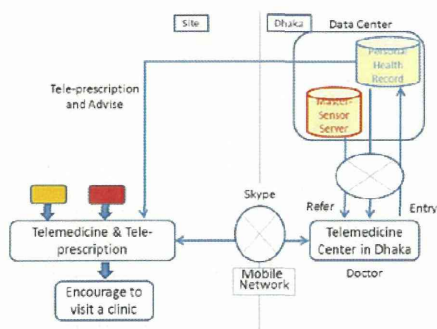 Site
Dhaka
Data Center
Personal
Health
Record
Tele-prescription
and Advise
Master-
Sensor
Server
Skype
Refer
Entry
Telemedicine & Tele-
prescription
Telemedicine
Center in Dhaka
Mobile
Network
Doctor
Encourage to
visit a clinic